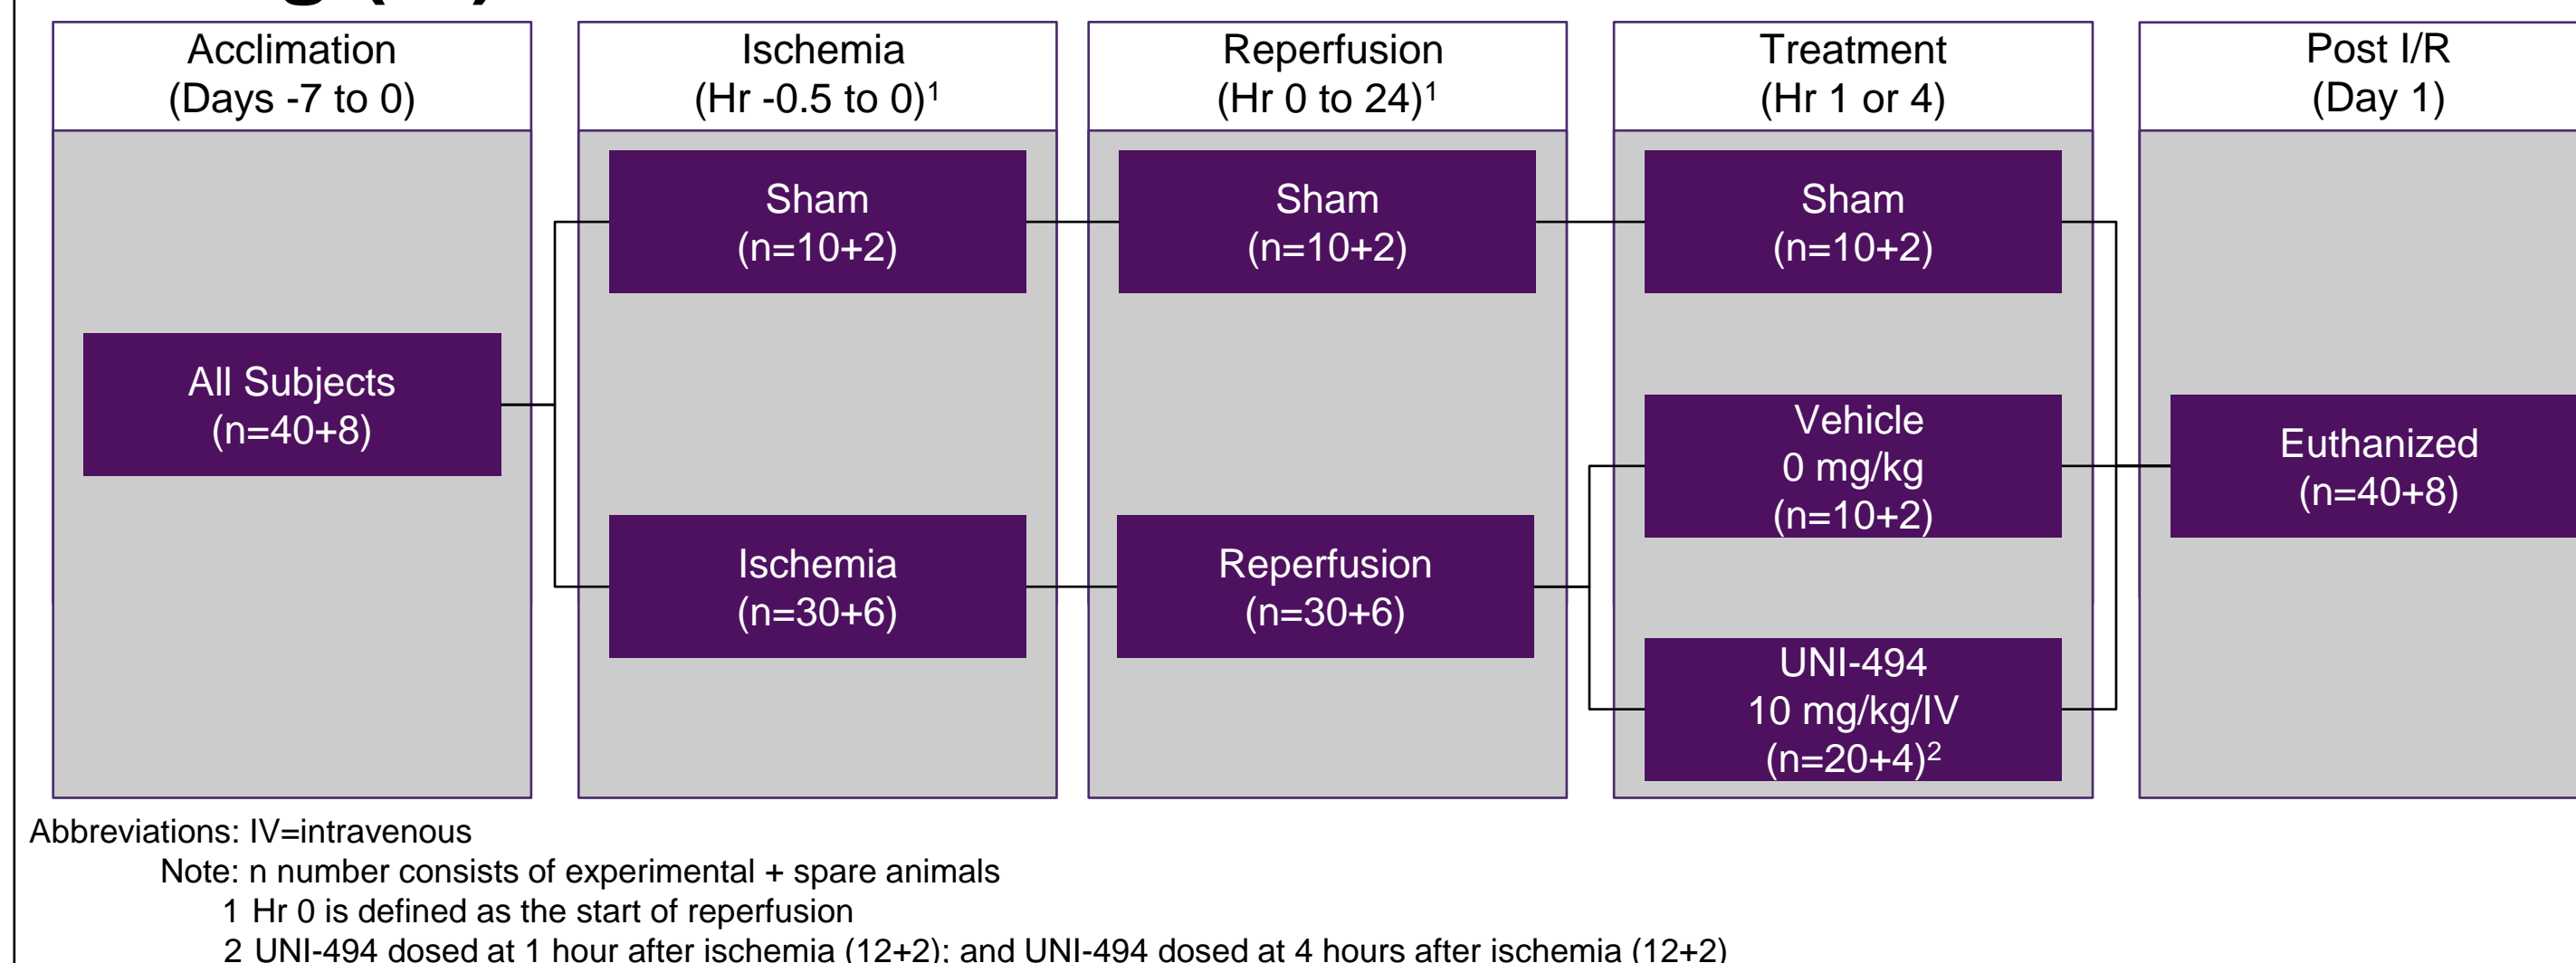 Acclimation
(Days -7 to 0)
Ischemia
(Hr -0.5 to 0)¹
Reperfusion
(Hr 0 to 24)¹
Treatment
(Hr 1 or 4)
Post I/R
(Day 1)
All Subjects
(n=40+8)
Sham
(n=10+2)
Ischemia
(n=30+6)
Sham
(n=10+2)
Reperfusion
(n=30+6)
Sham
(n=10+2)
Vehicle
0 mg/kg
(n=10+2)
UNI-494
10 mg/kg/IV
(n=20+4)²
Euthanized
(n=40+8)
Abbreviations: IV=intravenous
Note: n number consists of experimental + spare animals
1 Hr 0 is defined as the start of reperfusion
2 UNI-494 dosed at 1 hour after ischemia (12+2); and UNI-494 dosed at 4 hours after ischemia (12+2)